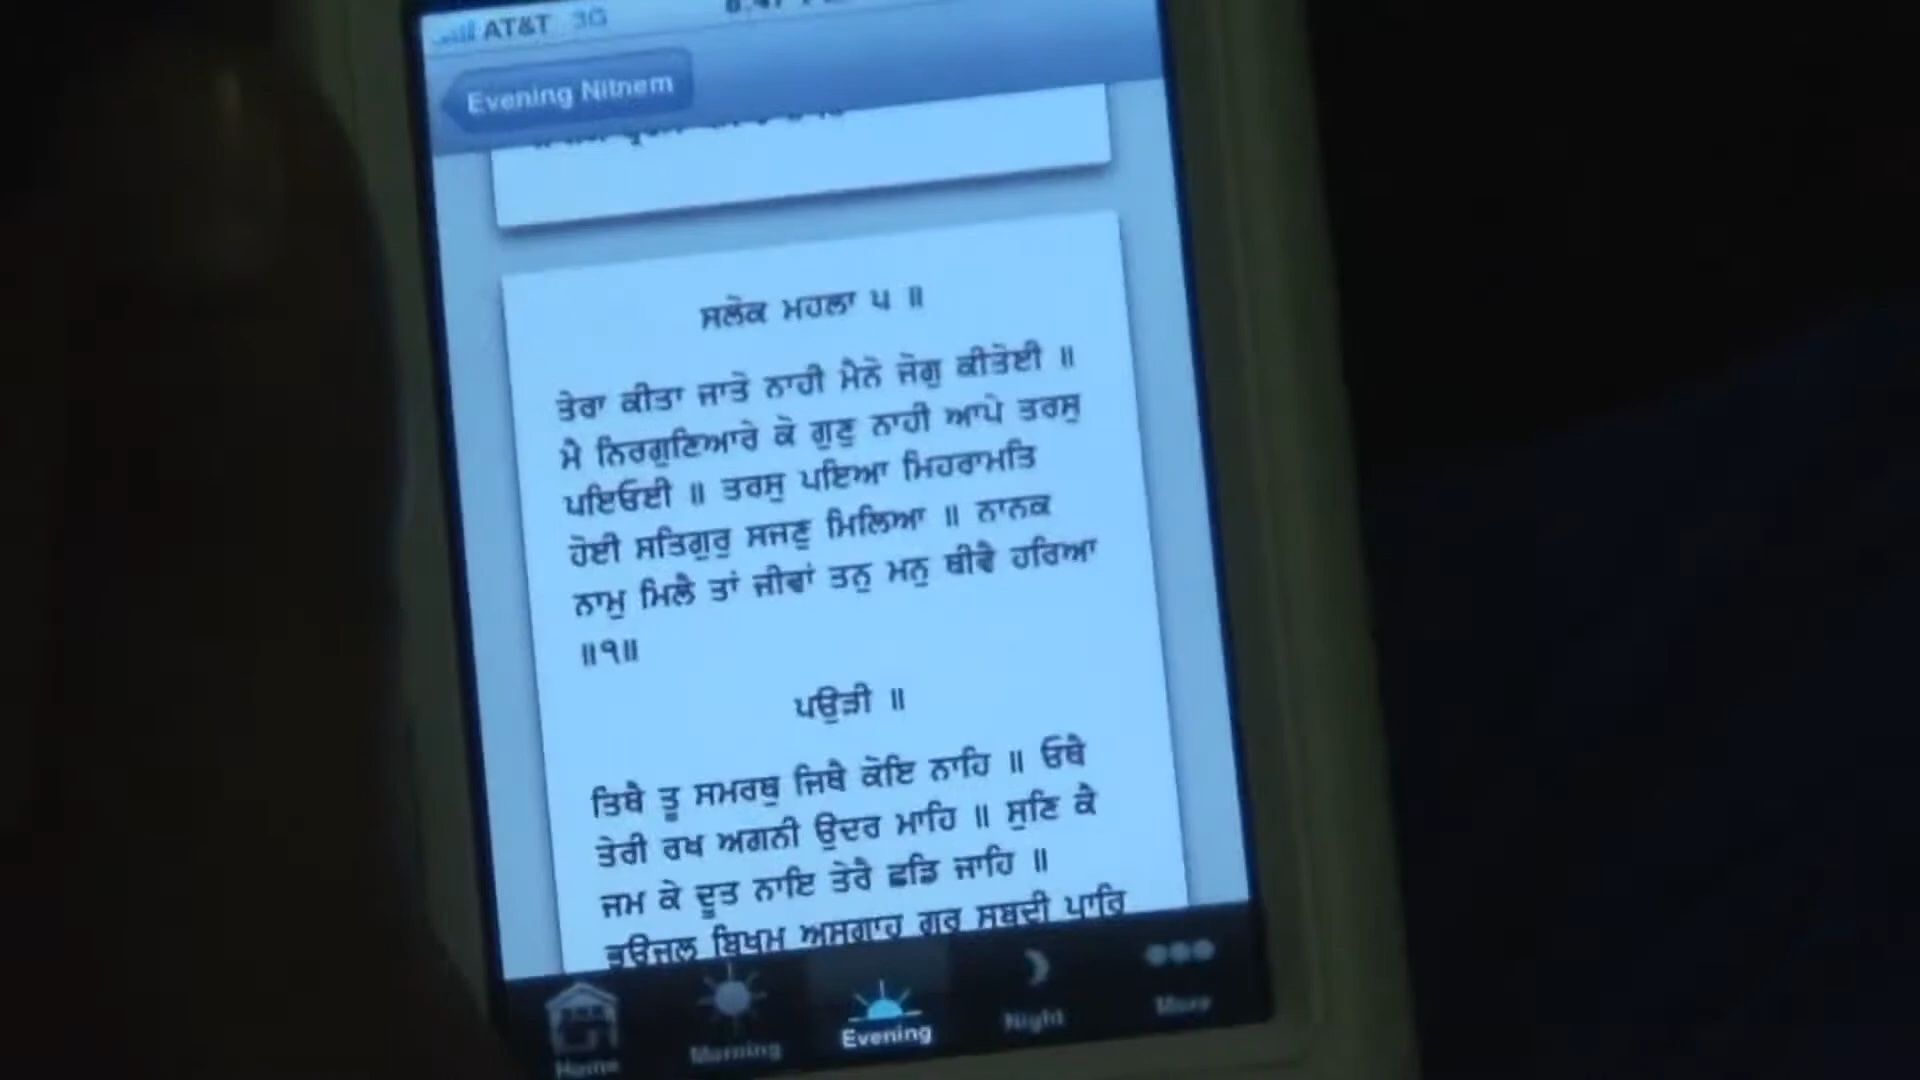 AT&T 3G
Evening Nitnem
ਸਲੋਕ ਮਹਲਾ ੫ ॥
ਤੇਰਾ ਕੀਤਾ ਜਾਤੋ ਨਾਹੀ ਮੈਨੋ ਜੋਗੁ ਕੀਤੋਈ ॥
ਮੈ ਨਿਰਗੁਣਿਆਰੇ ਕੋ ਗੁਣੁ ਨਾਹੀ ਆਪੇ ਤਰਸੁ
ਪਇਓਈ ॥ ਤਰਸੁ ਪਇਆ ਮਿਹਰਾਮਤਿ
ਹੋਈ ਸਤਿਗੁਰੁ ਸਜਣੁ ਮਿਲਿਆ ॥ ਨਾਨਕ
ਨਾਮੁ ਮਿਲੈ ਤਾਂ ਜੀਵਾਂ ਤਨੁ ਮਨੁ ਥੀਵੈ ਹਰਿਆ
॥੧॥
ਪਉੜੀ ॥
ਤਿਥੈ ਤੂ ਸਮਰਥੁ ਜਿਥੈ ਕੋਇ ਨਾਹਿ ॥ ਓਥੈ
ਤੇਰੀ ਰਖ ਅਗਨੀ ਉਦਰ ਮਾਹਿ ॥ ਸੁਣਿ ਕੈ
ਜਮ ਕੇ ਦੂਤ ਨਾਇ ਤੇਰੈ ਛਡਿ ਜਾਹਿ ॥
ਭਉਜਲੁ ਬਿਖਮੁ ਅਸਗਾਹੁ ਗੁਰ ਸਬਦੀ ਪਾਰਿ
Home Morning Evening Night More